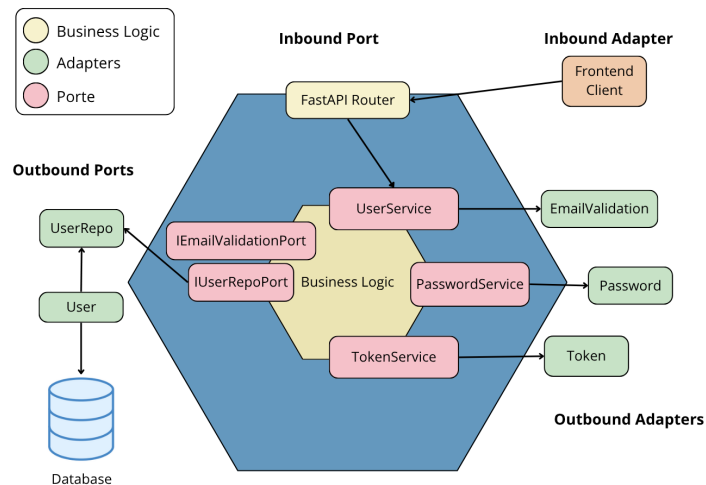 Business Logic
Adapters
Porte
Inbound Port
Inbound Adapter
Frontend
Client
FastAPI Router
Outbound Ports
UserRepo
UserService
EmailValidation
IEmailValidationPort
IUserRepoPort
Business Logic
PasswordService
Password
User
TokenService
Token
Outbound Adapters
Database